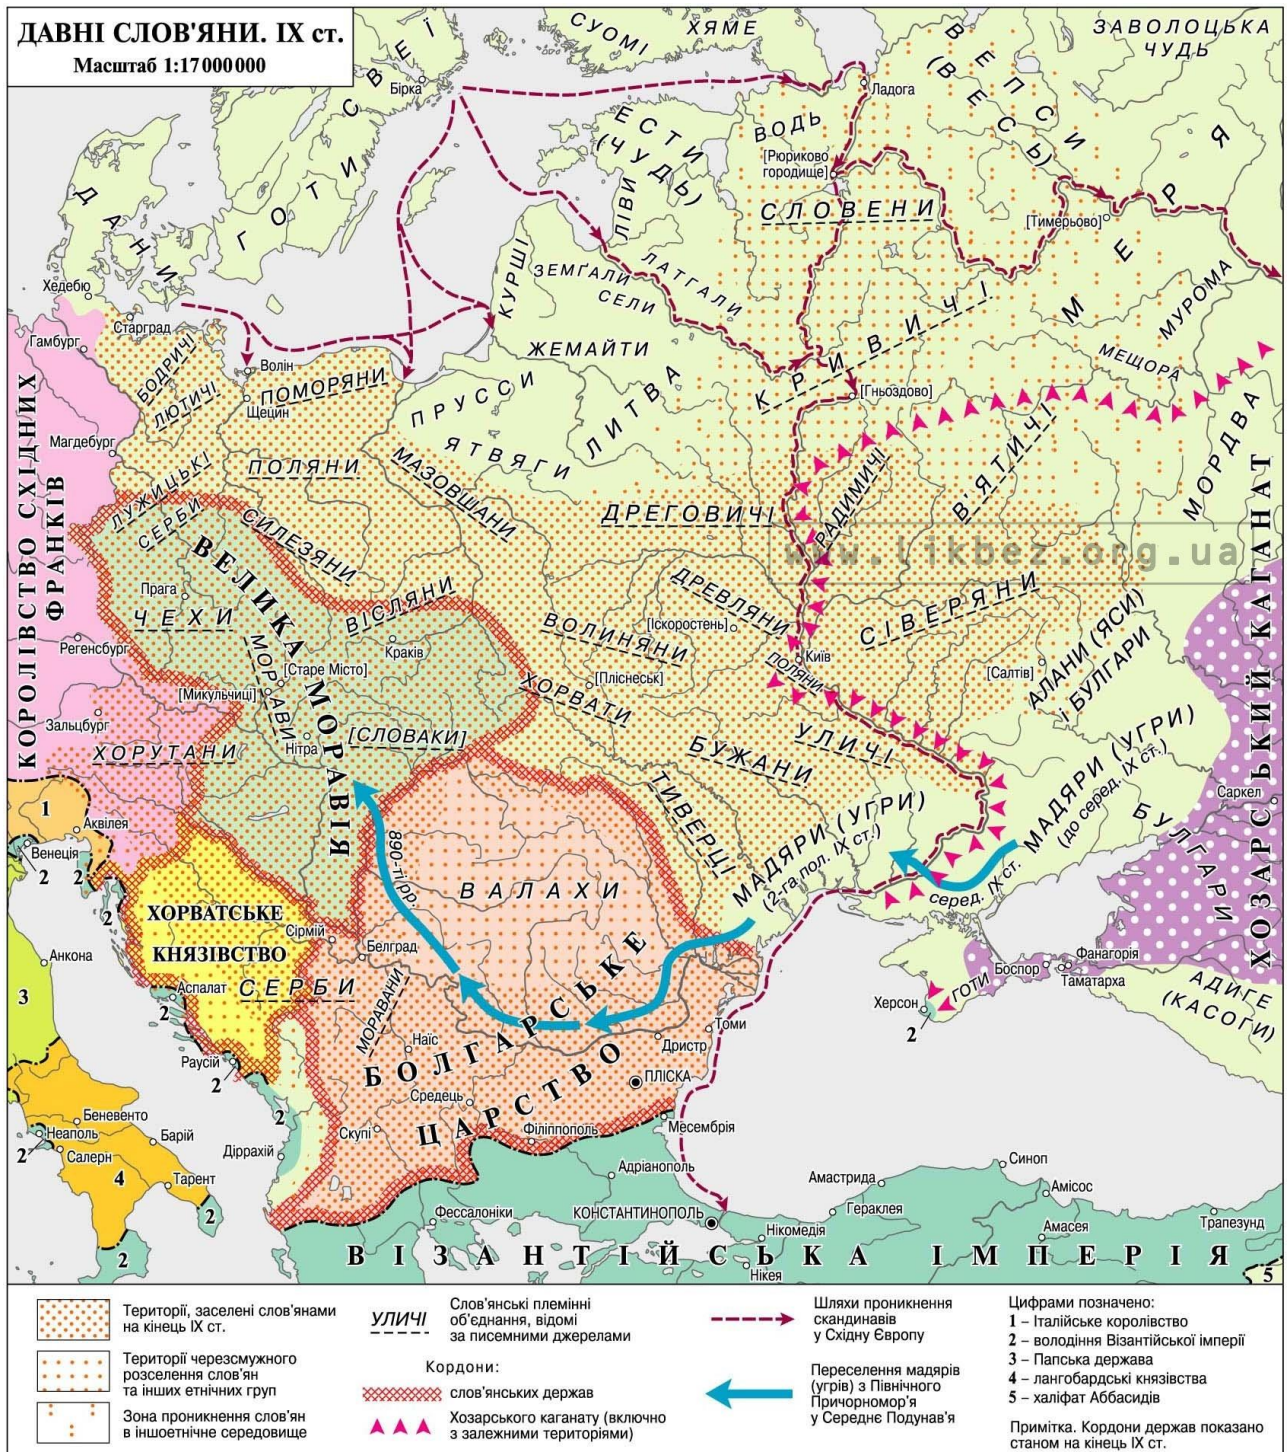 ДАВНІ СЛОВ'ЯНИ. ІХ ст.
Масштаб 1:17 000 000
СВЕЇ
СУОМІ
ХЯМЕ
ЗАВОЛОЦЬКА
ЧУДЬ
ВЕПСИ
(ВЕСЬ)
Бірка
Ладога
ВОДЬ
ЕСТИ
(ЧУДЬ)
[Рюриково
городище]
ГОТИ
ДАНИ
ЛІВИ
СЛОВЕНИ
[Тимерьово]
МЕРЯ
КУРШІ
ЗЕМҐАЛИ
СЕЛИ
ЛАТГАЛИ
МУРОМА
Хедебю
Старград
Гамбург
БОДРИЧІ
ЛЮТИЧІ
Волін
Щецин
ПОМОРЯНИ
ЖЕМАЙТИ
ПРУССИ
ЛИТВА
ЯТВЯГИ
КРИВИЧІ
[Гньоздово]
МЕЩОРА
МОРДВА
КОРОЛІВСТВО СХІДНИХ
ФРАНКІВ
Магдебург
ЛУЖИЦЬКІ
СЕРБИ
ПОЛЯНИ
МАЗОВШАНИ
СИЛЕЗЯНИ
ДРЕГОВИЧІ
РАДИМИЧІ
В'ЯТИЧІ
www.likbez.org.ua
ХОЗАРСЬКИЙ КАГАНАТ
ВЕЛИКА МОРАВІЯ
Прага
ЧЕХИ
ВІСЛЯНИ
ДРЕВЛЯНИ
[Іскоростень]
ВОЛИНЯНИ
СІВЕРЯНИ
АЛАНИ (ЯСИ)
і БУЛГАРИ
Регенсбург
МОРАВИ
[Старе Місто]
Краків
[Микульчиці]
ХОРВАТИ
[Пліснеськ]
Київ
ПОЛЯНИ
[Салтів]
Зальцбург
ХОРУТАНИ
Нітра
[СЛОВАКИ]
БУЖАНИ
УЛИЧІ
ТИВЕРЦІ
МАДЯРИ (УГРИ)
(2-га пол. ІХ ст.)
МАДЯРИ (УГРИ)
(до серед. ІХ ст.)
серед. ІХ ст.
БУЛГАРИ
Саркел
1
Аквілея
Венеція
2
2
2
890-ті рр.
ВАЛАХИ
ХОРВАТСЬКЕ
КНЯЗІВСТВО
Сірмій
Белград
СЕРБИ
МОРАВАНИ
Анкона
3
Аспалат
2
Раусій
2
Наїс
БОЛГАРСЬКЕ
ЦАРСТВО
Томи
Дристр
ПЛІСКА
Средець
Скупі
Філіппополь
Месембрія
Боспор
Фанагорія
Таматарха
ГОТИ
Херсон
2
АДИГЕ
(КАСОГИ)
Беневенто
Неаполь
2
Салерн
Барій
4
Тарент
2
2
2
Діррахій
Адріанополь
Фессалоніки
КОНСТАНТИНОПОЛЬ
Нікомедія
Нікея
Гераклея
Амастрида
Синоп
Амісос
Амасея
Трапезунд
5
ВІЗАНТІЙСЬКА ІМПЕРІЯ
Території, заселені слов'янами
на кінець ІХ ст.
Території черезсмужного
розселення слов'ян
та інших етнічних груп
Зона проникнення слов'ян
в іншоетнічне середовище
УЛИЧІ
Слов'янські племінні
об'єднання, відомі
за писемними джерелами
Кордони:
слов'янських держав
Хозарського каганату (включно
з залежними територіями)
Шляхи проникнення
скандинавів
у Східну Європу
Переселення мадярів
(угрів) з Північного
Причорномор'я
у Середнє Подунав'я
Цифрами позначено:
1 – Італійське королівство
2 – володіння Візантійської імперії
3 – Папська держава
4 – лангобардські князівства
5 – халіфат Аббасидів
Примітка. Кордони держав показано
станом на кінець ІХ ст.